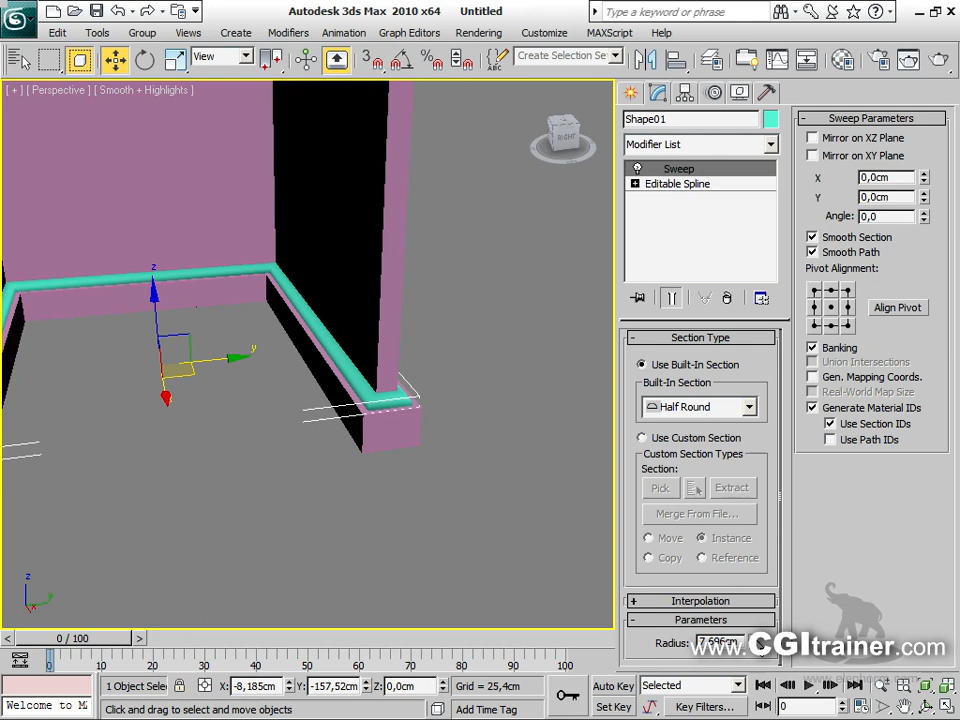 Autodesk 3ds Max  2010 x64    Untitled
Type a keyword or phrase
Edit Tools Group Views Create Modifiers Animation Graph Editors Rendering Customize MAXScript Help
View
3
Create Selection Se
[ + ] [ Perspective ] [ Smooth + Highlights ]
RIGHT
z
y
z
x
y
Shape01
Modifier List
Sweep
Editable Spline
- Section Type
Use Built-In Section
Built-In Section
Half Round
Use Custom Section
Custom Section Types
Section:
Pick Extract
Merge From File...
Move Instance
Copy Reference
+ Interpolation
- Parameters
Radius:
- Sweep Parameters
Mirror on XZ Plane
Mirror on XY Plane
X 0,0cm
Y 0,0cm
Angle: 0,0
Smooth Section
Smooth Path
Pivot Alignment:
Align Pivot
Banking
Union Intersections
Gen. Mapping Coords.
Real-World Map Size
Generate Material IDs
Use Section IDs
Use Path IDs
www.CGItrainer.com
< 0 / 100 >
0 10 20 30 40 50 60 70 80 90 100
1 Object Selec X: -8,185cm Y: -157,52cm Z: 0,0cm Grid = 25,4cm
Auto Key Selected
Welcome to M
Click and drag to select and move objects
Add Time Tag
Set Key Key Filters... 0